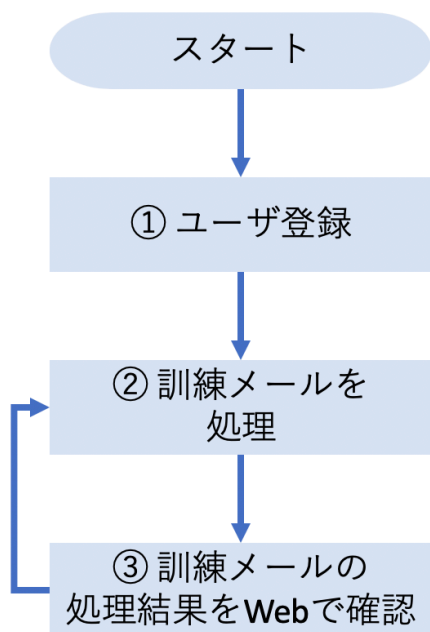 スタート
① ユーザ登録
② 訓練メールを
処理
③ 訓練メールの
処理結果をWebで確認